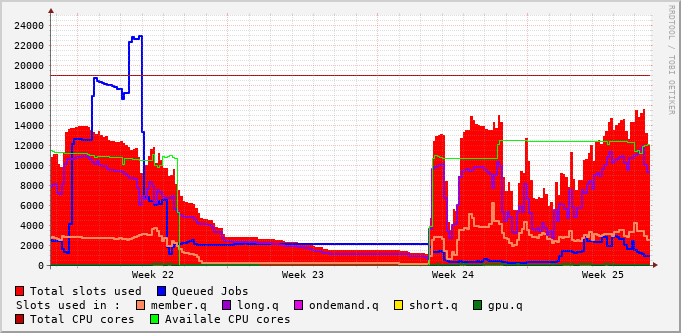 RRDTOOL / TOBI OETIKER
24000
22000
20000
18000
16000
14000
12000
10000
8000
6000
4000
2000
0
Week 22 Week 23 Week 24 Week 25
Total slots used Queued Jobs
Slots used in : member.q long.q ondemand.q short.q gpu.q
Total CPU cores Availale CPU cores